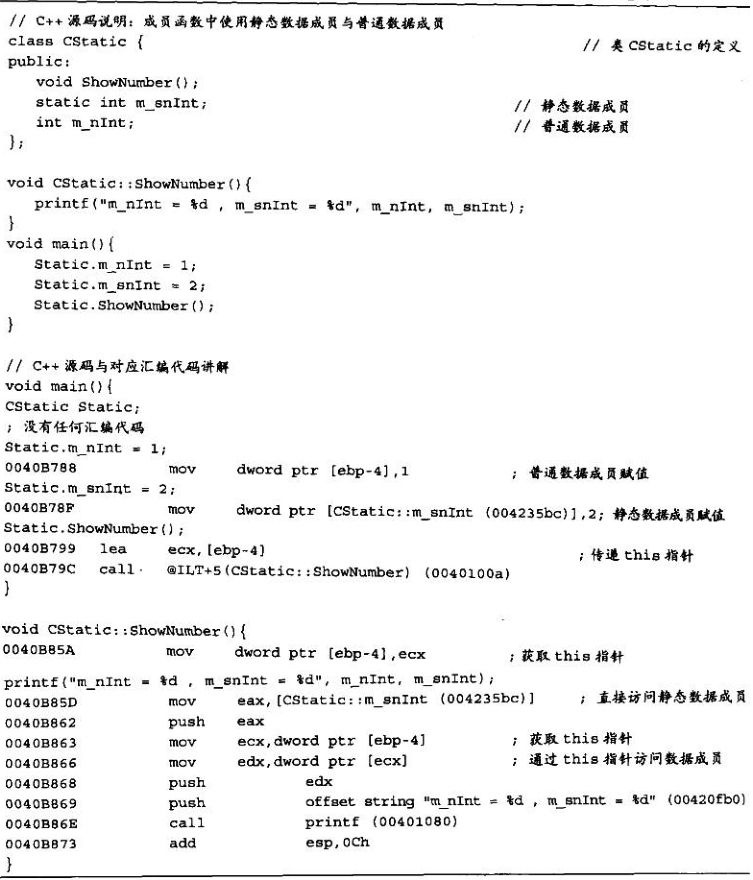 // C++ 源码说明：成员函数中使用静态数据成员与普通数据成员
class CStatic { // 类 CStatic 的定义
public:
void ShowNumber();
static int m_snInt; // 静态数据成员
int m_nInt; // 普通数据成员
};
void CStatic::ShowNumber(){
printf("m_nInt = %d , m_snInt = %d", m_nInt, m_snInt);
}
void main(){
Static.m_nInt = 1;
Static.m_snInt = 2;
Static.ShowNumber();
}
// C++ 源码与对应汇编代码讲解
void main(){
CStatic Static;
; 没有任何汇编代码
Static.m_nInt = 1;
0040B788 mov dword ptr [ebp-4],1 ; 普通数据成员赋值
Static.m_snInt = 2;
0040B78F mov dword ptr [CStatic::m_snInt (004235bc)],2; 静态数据成员赋值
Static.ShowNumber();
0040B799 lea ecx,[ebp-4] ; 传递 this 指针
0040B79C call @ILT+5(CStatic::ShowNumber) (0040100a)
}
void CStatic::ShowNumber(){
0040B85A mov dword ptr [ebp-4],ecx ; 获取 this 指针
printf("m_nInt = %d , m_snInt = %d", m_nInt, m_snInt);
0040B85D mov eax,[CStatic::m_snInt (004235bc)] ; 直接访问静态数据成员
0040B862 push eax
0040B863 mov ecx,dword ptr [ebp-4] ; 获取 this 指针
0040B866 mov edx,dword ptr [ecx] ; 通过 this 指针访问数据成员
0040B868 push edx
0040B869 push offset string "m_nInt = %d , m_snInt = %d" (00420fb0)
0040B86E call printf (00401080)
0040B873 add esp,0Ch
}